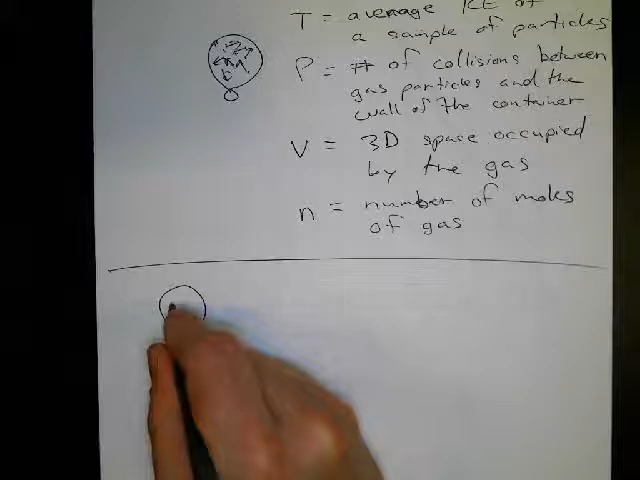 T = average KE of
a sample of particles
P = # of collisions between
gas particles and the
wall of the container
V = 3D space occupied
by the gas
n = number of moles
of gas